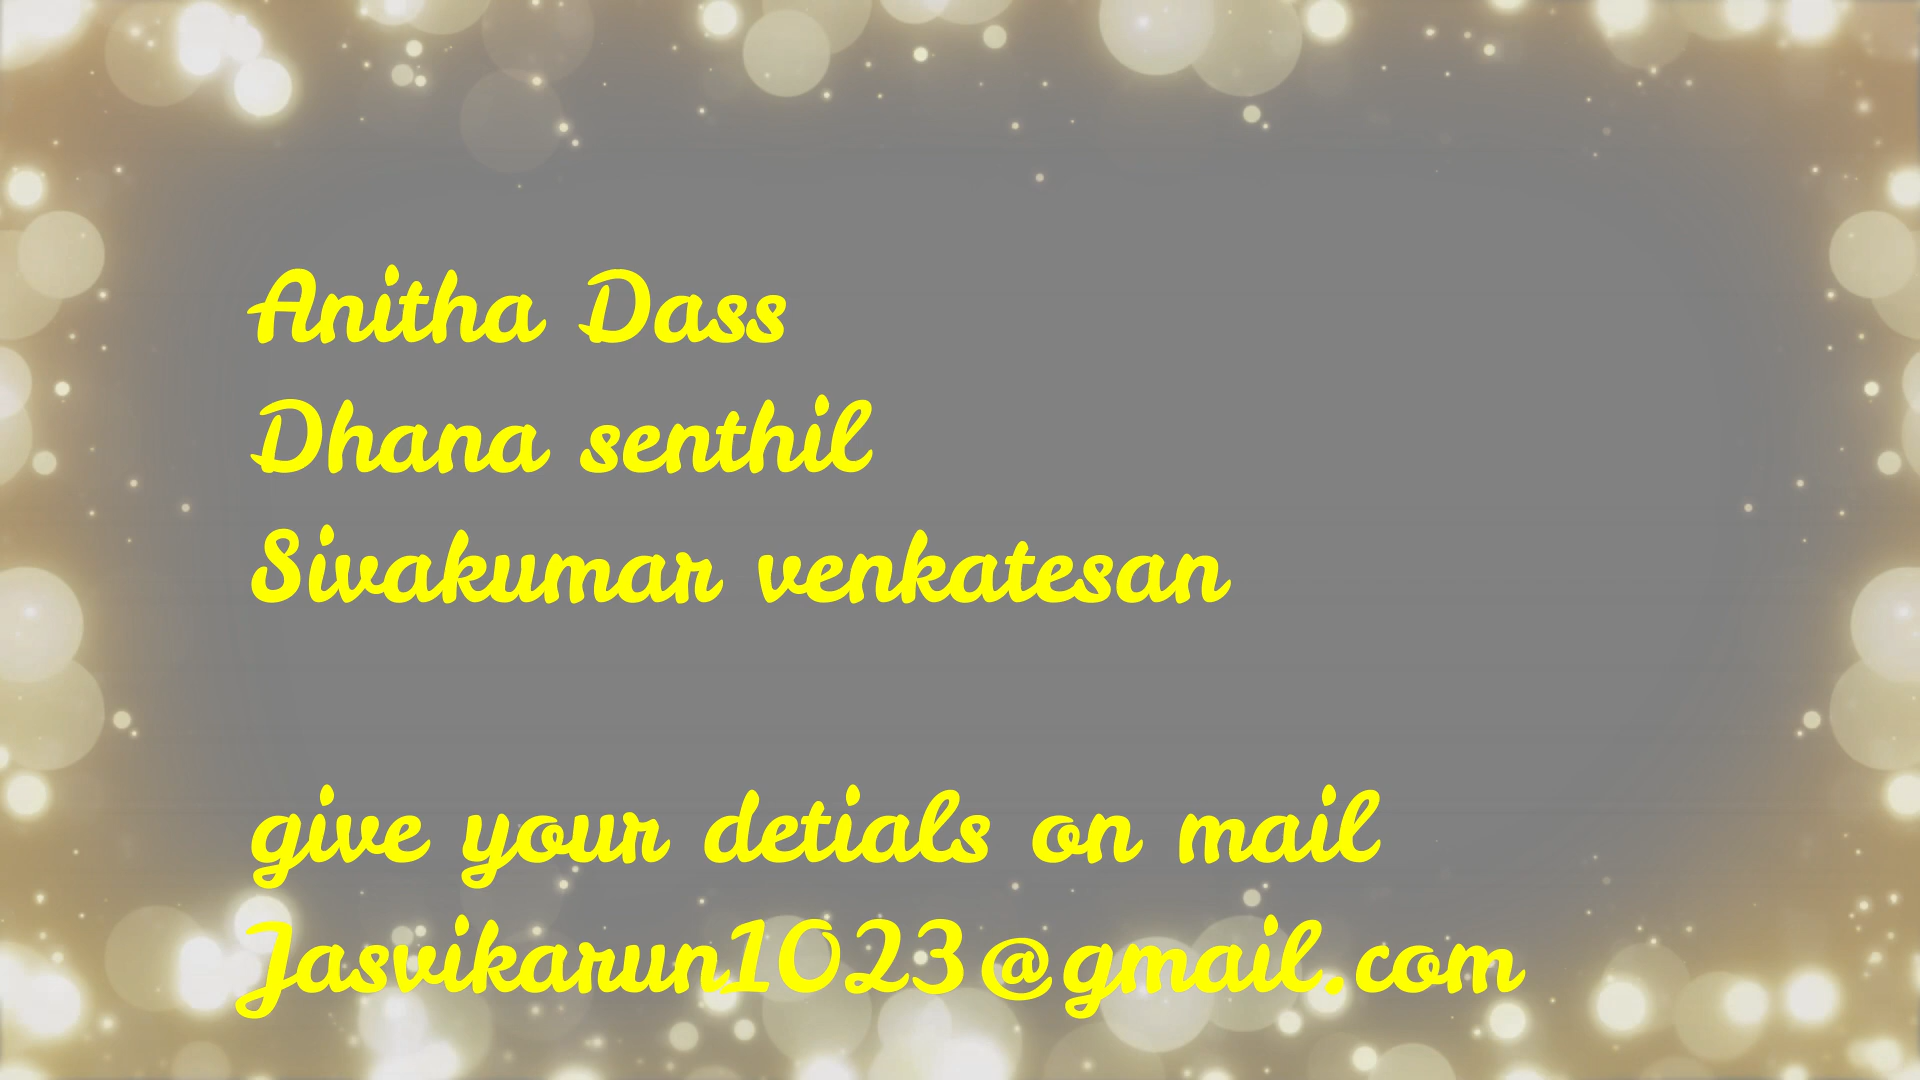 Anitha Dass
Dhana senthil
Sivakumar venkatesan
give your detials on mail
Jasvikarun1023@gmail.com